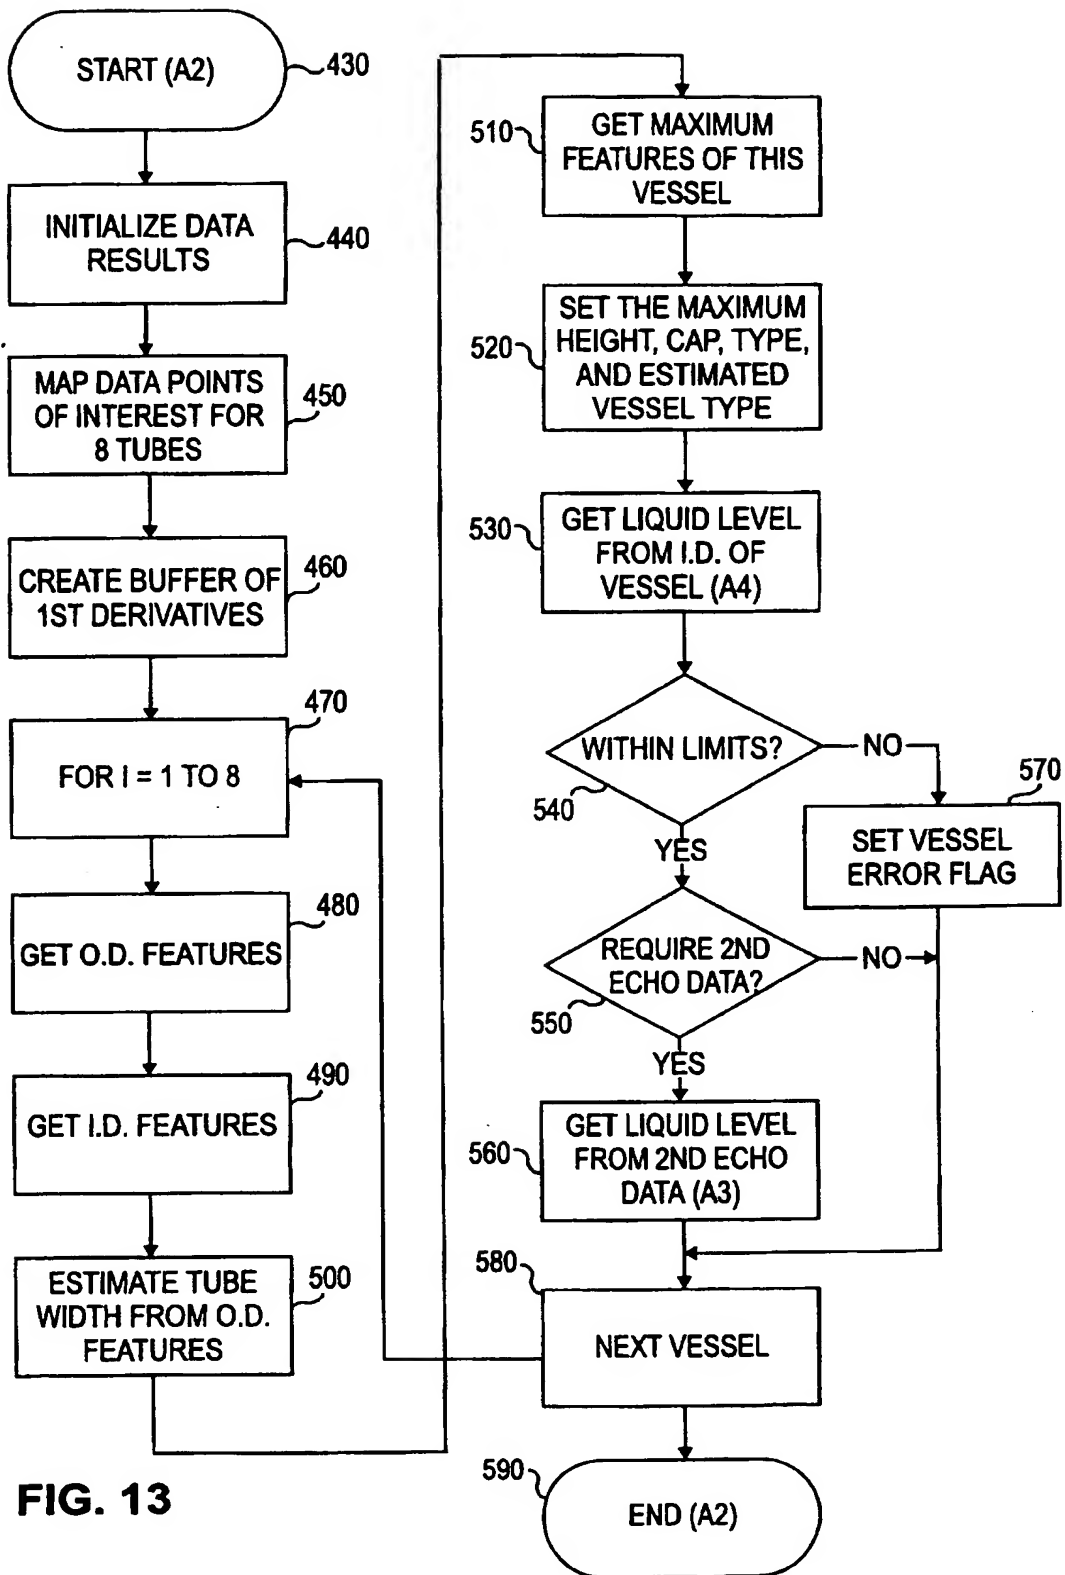 START (A2)
430
INITIALIZE DATA
RESULTS
440
MAP DATA POINTS
OF INTEREST FOR
8 TUBES
450
CREATE BUFFER OF
1ST DERIVATIVES
460
FOR I = 1 TO 8
470
GET O.D. FEATURES
480
GET I.D. FEATURES
490
ESTIMATE TUBE
WIDTH FROM O.D.
FEATURES
500
510
GET MAXIMUM
FEATURES OF THIS
VESSEL
520
SET THE MAXIMUM
HEIGHT, CAP, TYPE,
AND ESTIMATED
VESSEL TYPE
530
GET LIQUID LEVEL
FROM I.D. OF
VESSEL (A4)
WITHIN LIMITS?
540
NO
YES
570
SET VESSEL
ERROR FLAG
REQUIRE 2ND
ECHO DATA?
550
NO
YES
560
GET LIQUID LEVEL
FROM 2ND ECHO
DATA (A3)
580
NEXT VESSEL
590
END (A2)
FIG. 13